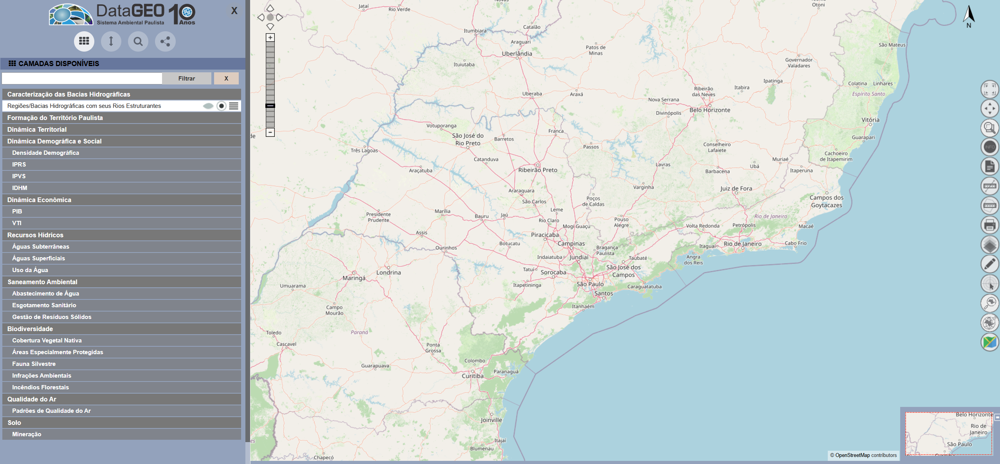 DataGEO 10
Sistema Ambiental Paulista Anos
X
CAMADAS DISPONÍVEIS
Filtrar
X
Caracterização das Bacias Hidrográficas
Regiões/Bacias Hidrográficas com seus Rios Estruturantes
Formação do Território Paulista
Dinâmica Territorial
Dinâmica Demográfica e Social
Densidade Demográfica
IPRS
IPVS
IDHM
Dinâmica Econômica
PIB
VTI
Recursos Hídricos
Águas Subterrâneas
Águas Superficiais
Uso da Água
Saneamento Ambiental
Abastecimento de Água
Esgotamento Sanitário
Gestão de Resíduos Sólidos
Biodiversidade
Cobertura Vegetal Nativa
Áreas Especialmente Protegidas
Fauna Silvestre
Infrações Ambientais
Incêndios Florestais
Qualidade do Ar
Padrões de Qualidade do Ar
Solo
Mineração
Jataí
Rio Verde
Otoni
N
Catalão
Itumbiara
Araguari
Uberlândia
Patos de
Minas
São Mateus
Ituiutaba
Governador
Valadares
Ipatinga
Colatina
Linhares
Ribeirão
das Neves
Itabira
Espírito Santo
Uberaba
Araxá
Nova Serrana
Belo Horizonte
Divinópolis
Vitória
Votuporanga
Franca
São José do
Rio Preto
Barretos
Guarapari
Passos
Conselheiro
Lafaiete
Três Lagoas
Cachoeiro
de Itapemirim
Catanduva
Muriaé
Lavras
Ubá
Araçatuba
Ribeirão Preto
Barbacena
Itaperuna
Varginha
Juiz de Fora
Araraquara
São Carlos
Poços
de Caldas
Campos dos
Goytacazes
Presidente
Prudente
Marília
Bauru
Jaú
Leme
Rio Claro
Mogi Guaçu
Pouso
Alegre
Rio de Janeiro
Volta Redonda
Petrópolis
Macaé
Assis
Piracicaba
Botucatu
Campinas
Ourinhos
Bragança
Paulista
Itaguaí
Rio de Janeiro
Cabo Frio
Indaiatuba
Jundiaí
Taubaté
Angra
dos Reis
Londrina
Maringá
Tatuí
Sorocaba
São José dos
Campos
Umuarama
Itapetininga
São Paulo
Caraguatatuba
Santos
Campo
Mourão
Itanhaém
Toledo
Paraná
Cascavel
Ponta
Grossa
Colombo
Guarapuava
Curitiba
Paranaguá
Joinville
Itajaí
Blumenau
Chapecó
INFO
Belo Horizonte
Rio de
Janeiro
São Paulo
© OpenStreetMap contributors